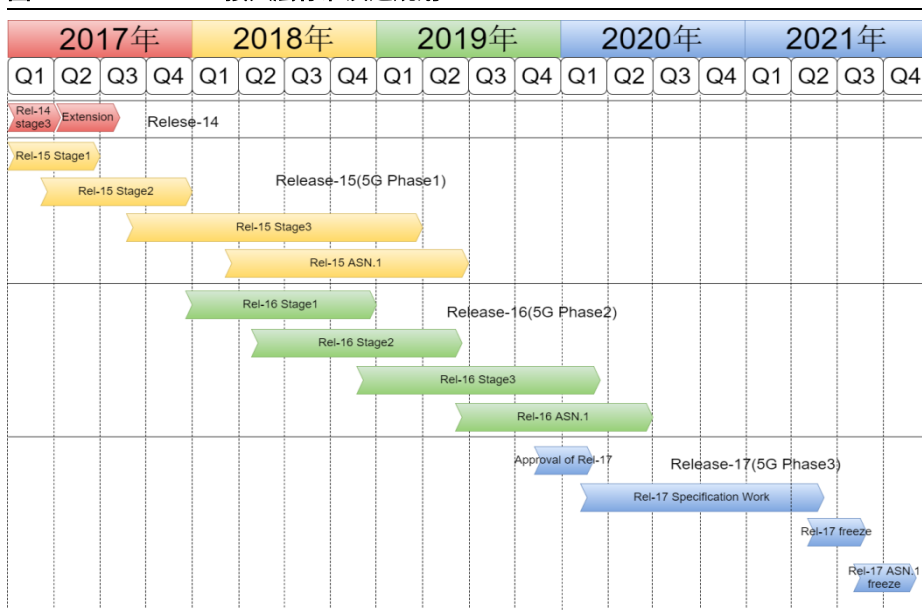 2017年 2018年 2019年 2020年 2021年
Q1 Q2 Q3 Q4 Q1 Q2 Q3 Q4 Q1 Q2 Q3 Q4 Q1 Q2 Q3 Q4 Q1 Q2 Q3 Q4
Rel-14
stage3
Extension
Relese-14
Rel-15 Stage1
Rel-15 Stage2
Release-15(5G Phase1)
Rel-15 Stage3
Rel-15 ASN.1
Rel-16 Stage1
Release-16(5G Phase2)
Rel-16 Stage2
Rel-16 Stage3
Rel-16 ASN.1
Approval of Rel-17
Release-17(5G Phase3)
Rel-17 Specification Work
Rel-17 freeze
Rel-17 ASN.1
freeze